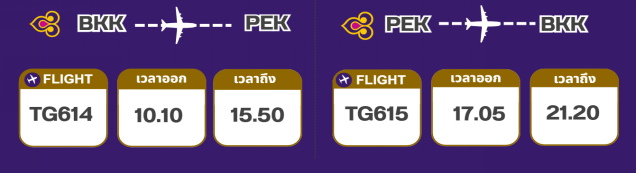 BKK PEK
FLIGHT เวลาออก เวลาถึง
TG614 10.10 15.50
PEK BKK
FLIGHT เวลาออก เวลาถึง
TG615 17.05 21.20